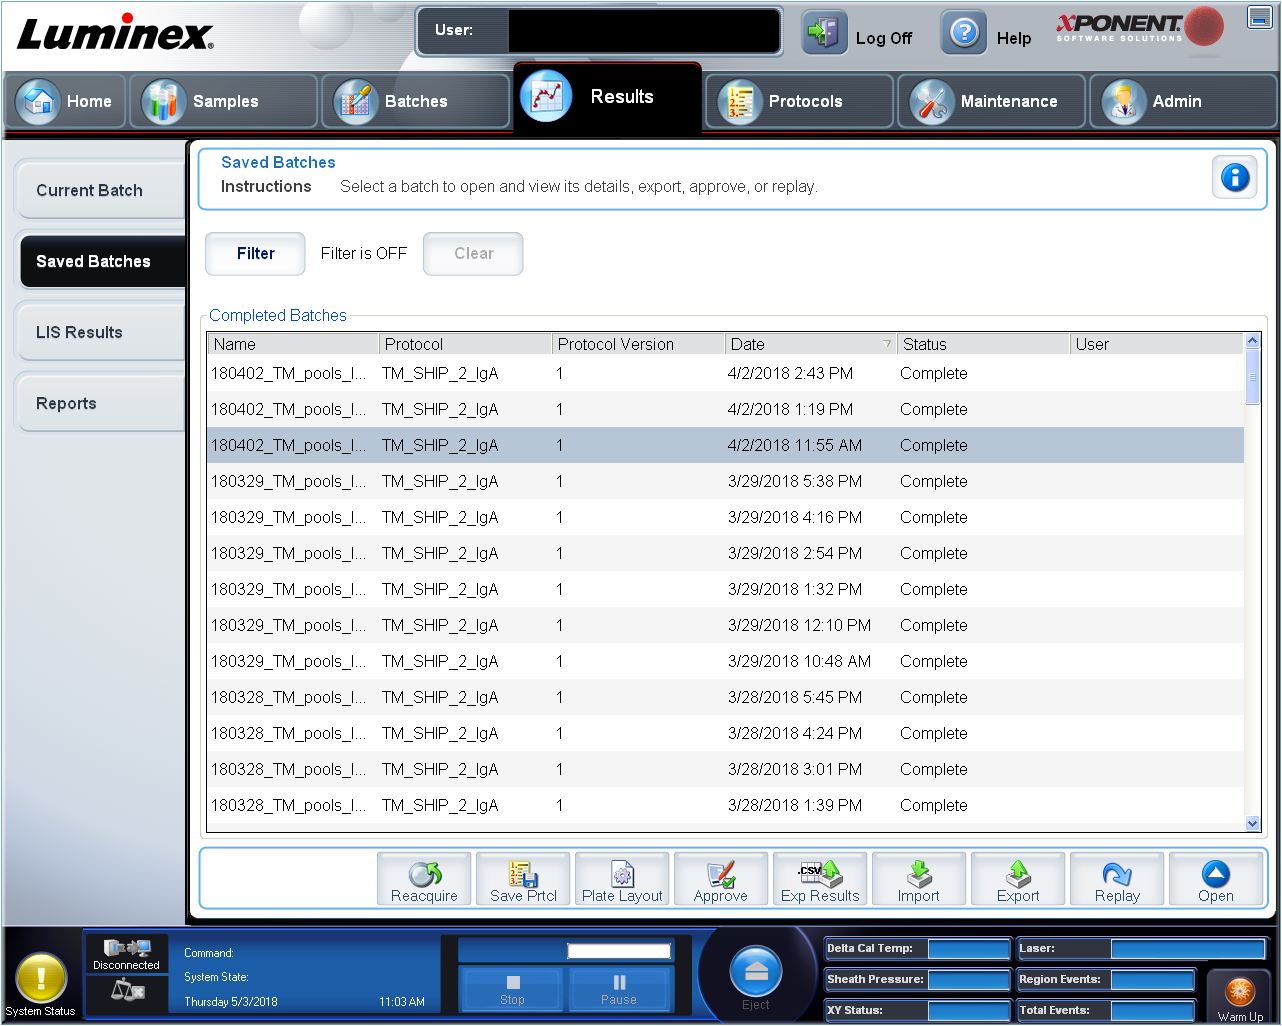 Luminex®
User:
Log Off
Help
XPONENT.
SOFTWARE SOLUTIONS
Home
Samples
Batches
Results
Protocols
Maintenance
Admin
Current Batch
Saved Batches
LIS Results
Reports
Saved Batches
Instructions Select a batch to open and view its details, export, approve, or replay.
Filter Filter is OFF Clear
Completed Batches
Name Protocol Protocol Version Date Status User
180402_TM_pools_I... TM_SHIP_2_IgA 1 4/2/2018 2:43 PM Complete
180402_TM_pools_I... TM_SHIP_2_IgA 1 4/2/2018 1:19 PM Complete
180402_TM_pools_I... TM_SHIP_2_IgA 1 4/2/2018 11:55 AM Complete
180329_TM_pools_I... TM_SHIP_2_IgA 1 3/29/2018 5:38 PM Complete
180329_TM_pools_I... TM_SHIP_2_IgA 1 3/29/2018 4:16 PM Complete
180329_TM_pools_I... TM_SHIP_2_IgA 1 3/29/2018 2:54 PM Complete
180329_TM_pools_I... TM_SHIP_2_IgA 1 3/29/2018 1:32 PM Complete
180329_TM_pools_I... TM_SHIP_2_IgA 1 3/29/2018 12:10 PM Complete
180329_TM_pools_I... TM_SHIP_2_IgA 1 3/29/2018 10:48 AM Complete
180328_TM_pools_I... TM_SHIP_2_IgA 1 3/28/2018 5:45 PM Complete
180328_TM_pools_I... TM_SHIP_2_IgA 1 3/28/2018 4:24 PM Complete
180328_TM_pools_I... TM_SHIP_2_IgA 1 3/28/2018 3:01 PM Complete
180328_TM_pools_I... TM_SHIP_2_IgA 1 3/28/2018 1:39 PM Complete
Reacquire
Save Prtcl
Plate Layout
Approve
.CSV
Exp Results
Import
Export
Replay
Open
System Status
Disconnected
Command:
System State:
Thursday 5/3/2018 11:03 AM
Stop
Pause
Eject
Delta Cal Temp:
Laser:
Sheath Pressure:
Region Events:
XY Status:
Total Events:
Warm Up